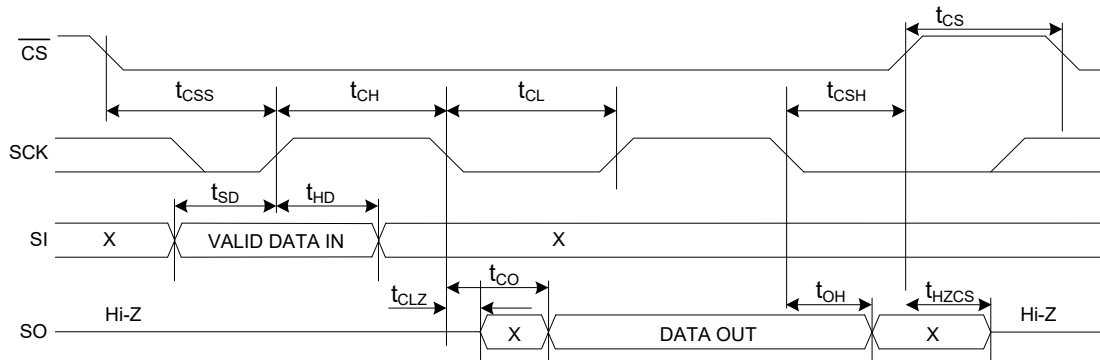 tCS
CS
tCSS tCH tCL tCSH
SCK
tSD tHD
SI X VALID DATA IN X
tCO
tCLZ tOH tHZCS
Hi-Z Hi-Z
SO X DATA OUT X